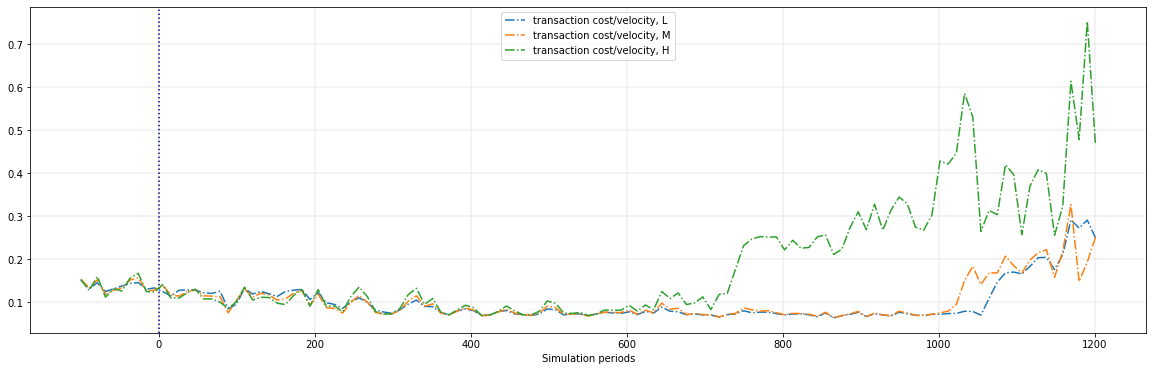 transaction cost/velocity, L
transaction cost/velocity, M
transaction cost/velocity, H
0.7
0.6
0.5
0.4
0.3
0.2
0.1
0 200 400 600 800 1000 1200
Simulation periods